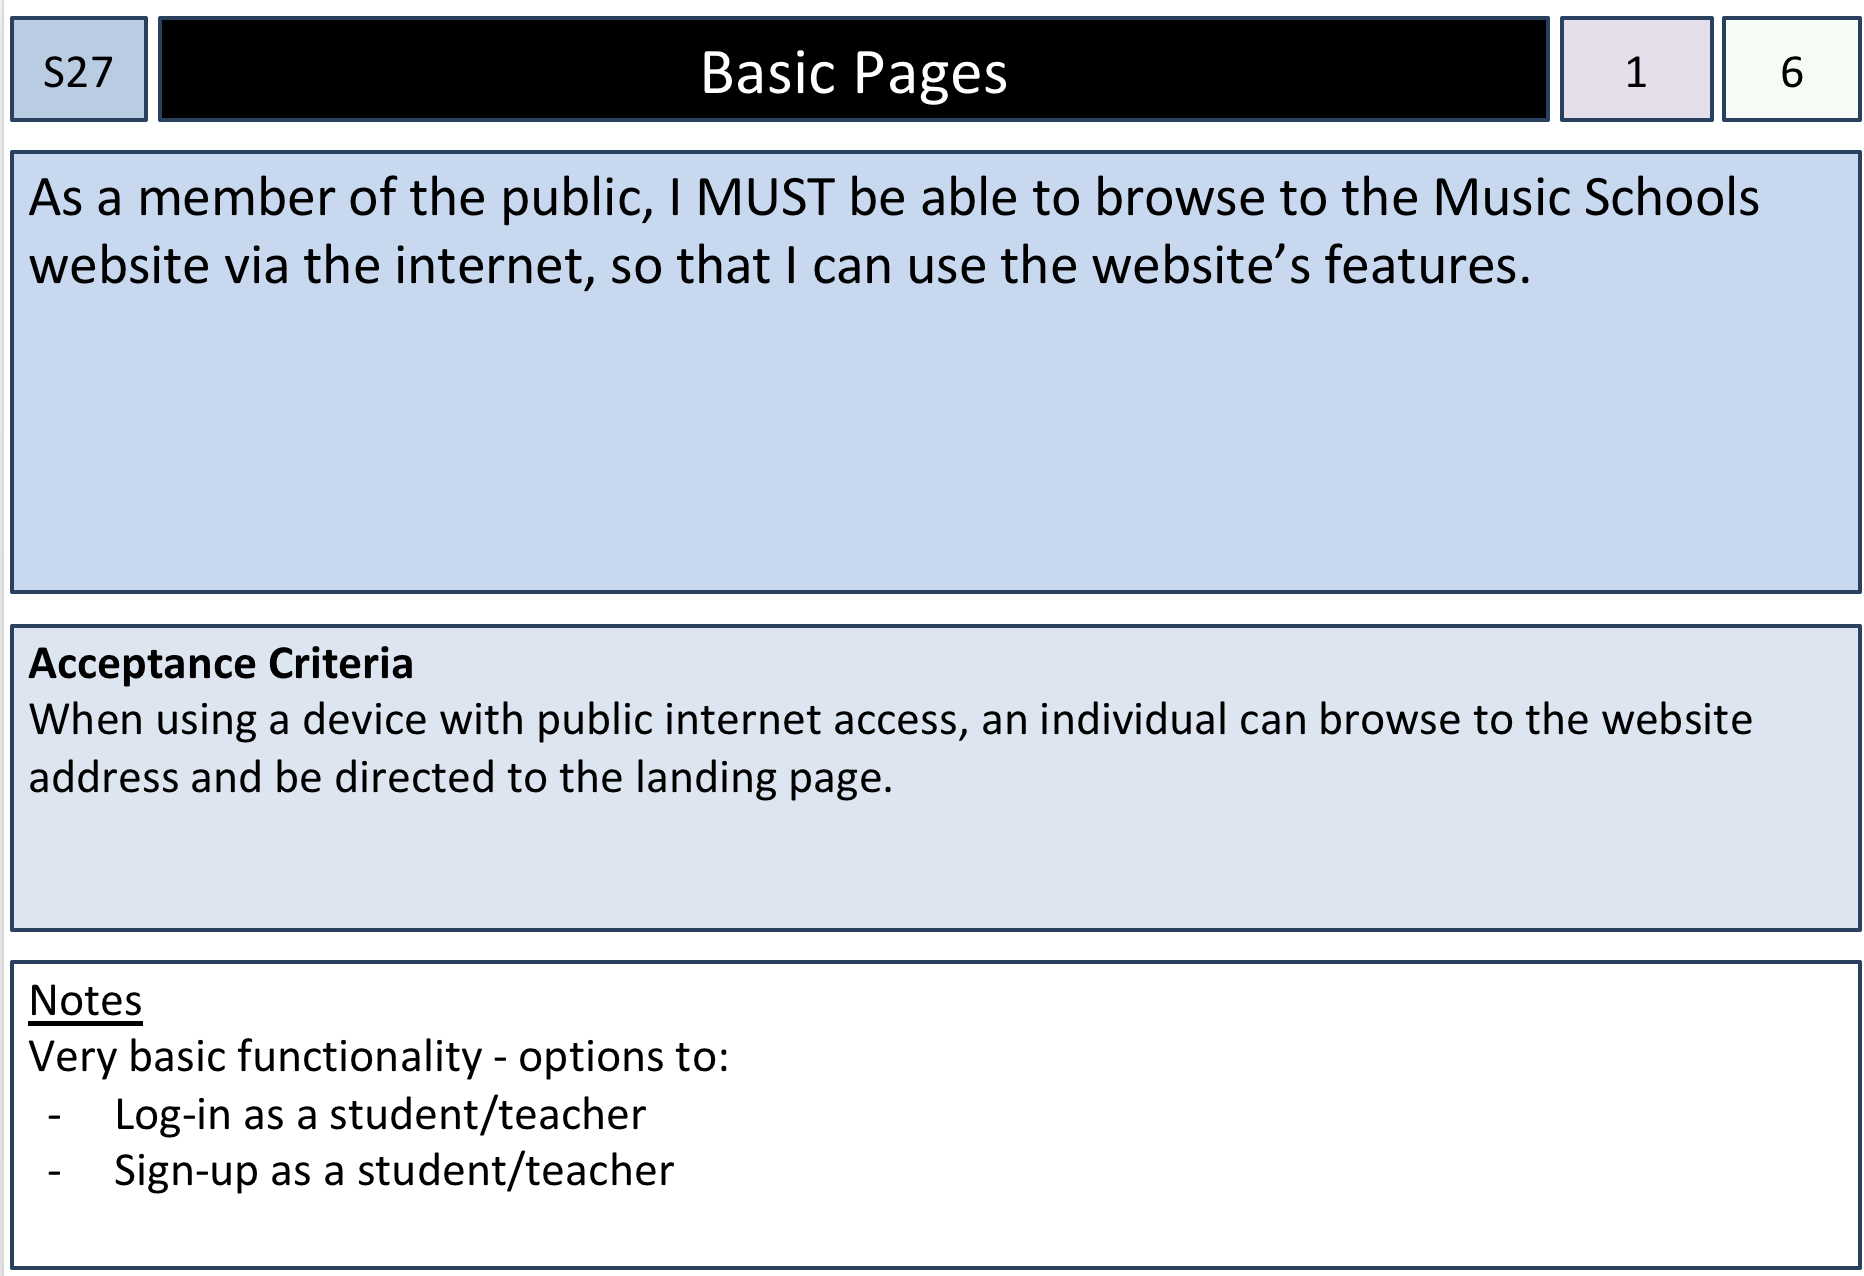 S27
Basic Pages
1
6
As a member of the public, I MUST be able to browse to the Music Schools
website via the internet, so that I can use the website’s features.
Acceptance Criteria
When using a device with public internet access, an individual can browse to the website
address and be directed to the landing page.
Notes
Very basic functionality - options to:
- Log-in as a student/teacher
- Sign-up as a student/teacher